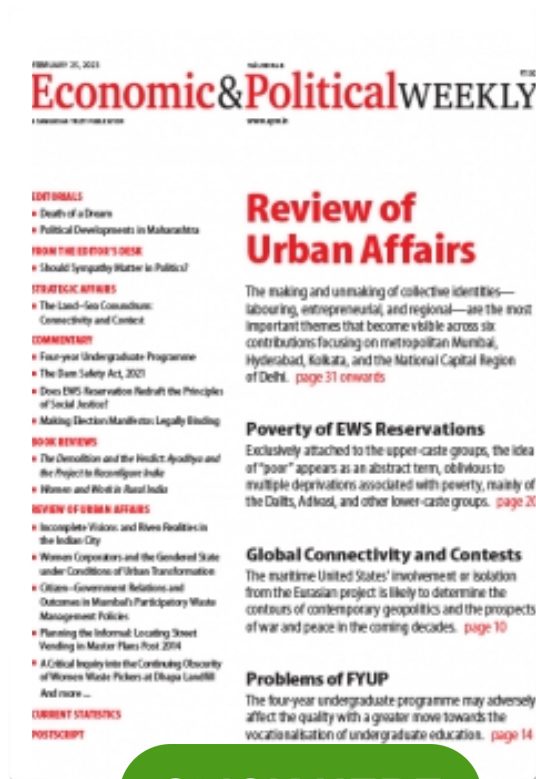 FEBRUARY 25, 2023
Economic&PoliticalWEEKLY
A SAMEEKSHA TRUST PUBLICATION
www.epw.in
EDITORIALS
Death of a Dream
Political Developments in Maharashtra
FROM THE EDITOR'S DESK
Should Sympathy Matter in Politics?
STRATEGIC AFFAIRS
The Land–Sea Conundrum:
Connectivity and Contest
COMMENTARY
Four-year Undergraduate Programme
The Dam Safety Act, 2021
Does EWS Reservation Redraft the Principles
of Social Justice?
Making Election Manifestos Legally Binding
BOOK REVIEWS
The Demolition and the Verdict: Ayodhya and
the Project to Reconfigure India
Women and Work in Rural India
REVIEW OF URBAN AFFAIRS
Incomplete Visions and Riven Realities in
the Indian City
Women Corporators and the Gendered State
under Conditions of Urban Transformation
Citizen–Government Relations and
Outcomes in Mumbai's Participatory Waste
Management Policies
Planning the Informal: Locating Street
Vending in Master Plans Post 2014
A Critical Inquiry into the Continuing Obscurity
of Women Waste Pickers at Dhapa Landfill
And more ...
CURRENT STATISTICS
POSTSCRIPT
Review of
Urban Affairs
The making and unmaking of collective identities—
labouring, entrepreneurial, and regional—are the most
important themes that become visible across six
contributions focusing on metropolitan Mumbai,
Hyderabad, Kolkata, and the National Capital Region
of Delhi. page 31 onwards
Poverty of EWS Reservations
Exclusively attached to the upper-caste groups, the idea
of "poor" appears as an abstract term, oblivious to
multiple deprivations associated with poverty, mainly of
the Dalits, Adivasi, and other lower-caste groups. page 20
Global Connectivity and Contests
The maritime United States' involvement or isolation
from the Eurasian project is likely to determine the
contours of contemporary geopolitics and the prospects
of war and peace in the coming decades. page 10
Problems of FYUP
The four-year undergraduate programme may adversely
affect the quality with a greater move towards the
vocationalisation of undergraduate education. page 14